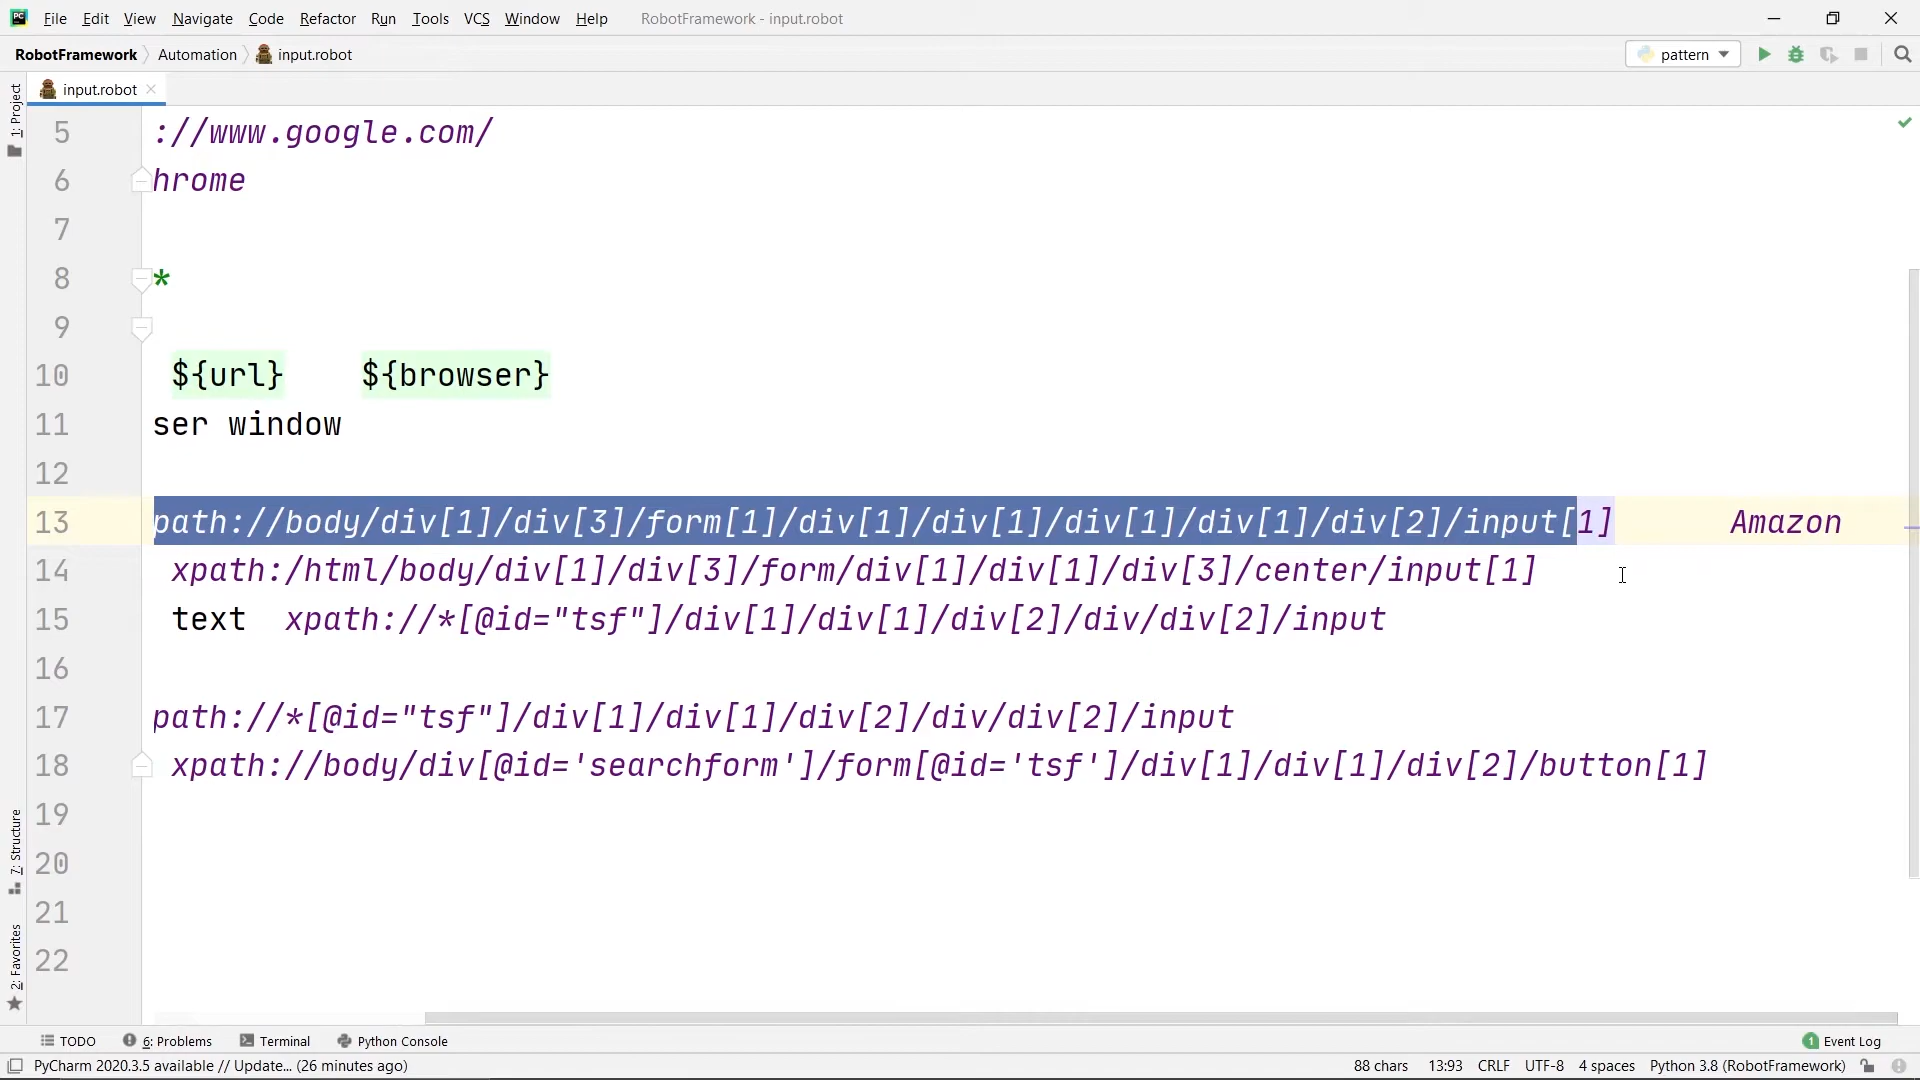 File Edit View Navigate Code Refactor Run Tools VCS Window Help RobotFramework - input.robot
RobotFramework Automation input.robot pattern
input.robot
1: Project
5 ://www.google.com/
6 hrome
7
8 *
9
10 ${url} ${browser}
11 ser window
12
13 path://body/div[1]/div[3]/form[1]/div[1]/div[1]/div[1]/div[1]/div[2]/input[1] Amazon
14 xpath:/html/body/div[1]/div[3]/form/div[1]/div[1]/div[3]/center/input[1]
15 text xpath://*[@id="tsf"]/div[1]/div[1]/div[2]/div/div[2]/input
16
17 path://*[@id="tsf"]/div[1]/div[1]/div[2]/div/div[2]/input
18 xpath://body/div[@id='searchform']/form[@id='tsf']/div[1]/div[1]/div[2]/button[1]
19
20
21
22
7: Structure
2: Favorites
TODO 6: Problems Terminal Python Console 1 Event Log
PyCharm 2020.3.5 available // Update... (26 minutes ago) 88 chars 13:93 CRLF UTF-8 4 spaces Python 3.8 (RobotFramework)